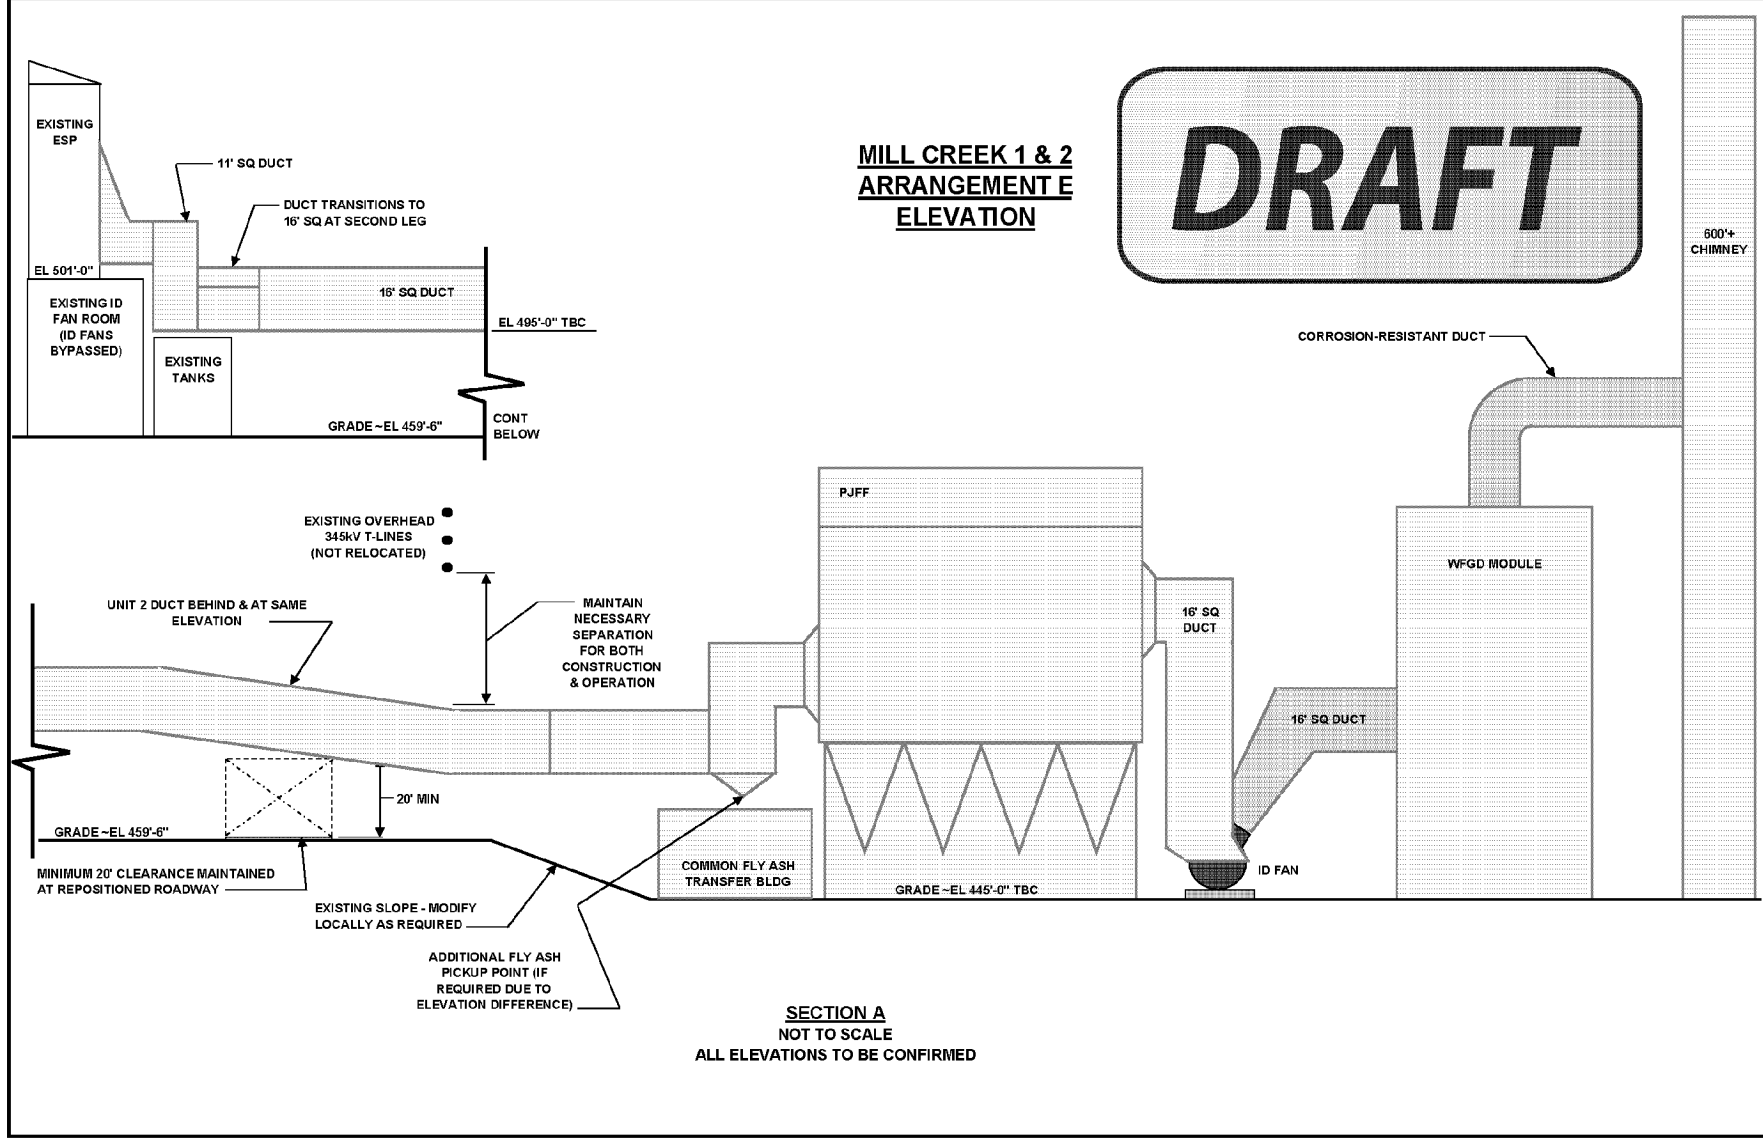 MILL CREEK 1 & 2
ARRANGEMENT E
ELEVATION
DRAFT
EXISTING
ESP
11' SQ DUCT
DUCT TRANSITIONS TO
16' SQ AT SECOND LEG
EL 501'-0"
EXISTING ID
FAN ROOM
(ID FANS
BYPASSED)
16' SQ DUCT
EL 495'-0" TBC
EXISTING
TANKS
GRADE ~EL 459'-6"
CONT
BELOW
600'+
CHIMNEY
CORROSION-RESISTANT DUCT
PJFF
EXISTING OVERHEAD
345kV T-LINES
(NOT RELOCATED)
WFGD MODULE
UNIT 2 DUCT BEHIND & AT SAME
ELEVATION
MAINTAIN
NECESSARY
SEPARATION
FOR BOTH
CONSTRUCTION
& OPERATION
16' SQ
DUCT
16' SQ DUCT
20' MIN
GRADE ~EL 459'-6"
MINIMUM 20' CLEARANCE MAINTAINED
AT REPOSITIONED ROADWAY
COMMON FLY ASH
TRANSFER BLDG
GRADE ~EL 445'-0" TBC
ID FAN
EXISTING SLOPE - MODIFY
LOCALLY AS REQUIRED
ADDITIONAL FLY ASH
PICKUP POINT (IF
REQUIRED DUE TO
ELEVATION DIFFERENCE)
SECTION A
NOT TO SCALE
ALL ELEVATIONS TO BE CONFIRMED